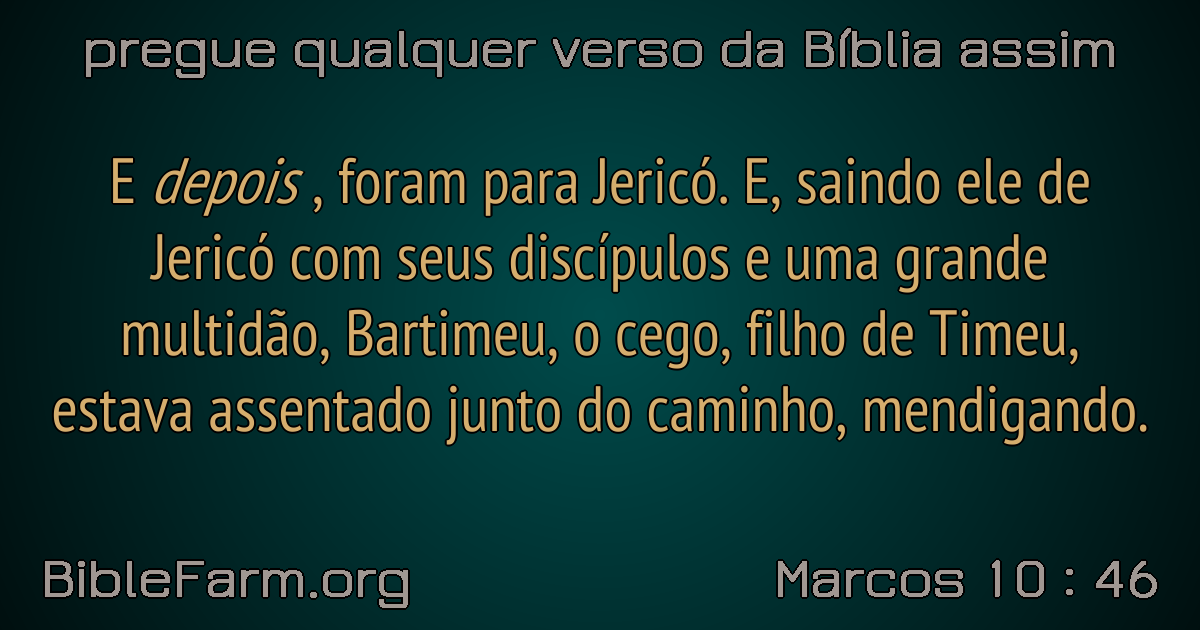 pregue qualquer verso da Bíblia assim
E depois , foram para Jericó. E, saindo ele de
Jericó com seus discípulos e uma grande
multidão, Bartimeu, o cego, filho de Timeu,
estava assentado junto do caminho, mendigando.
BibleFarm.org
Marcos 10 : 46